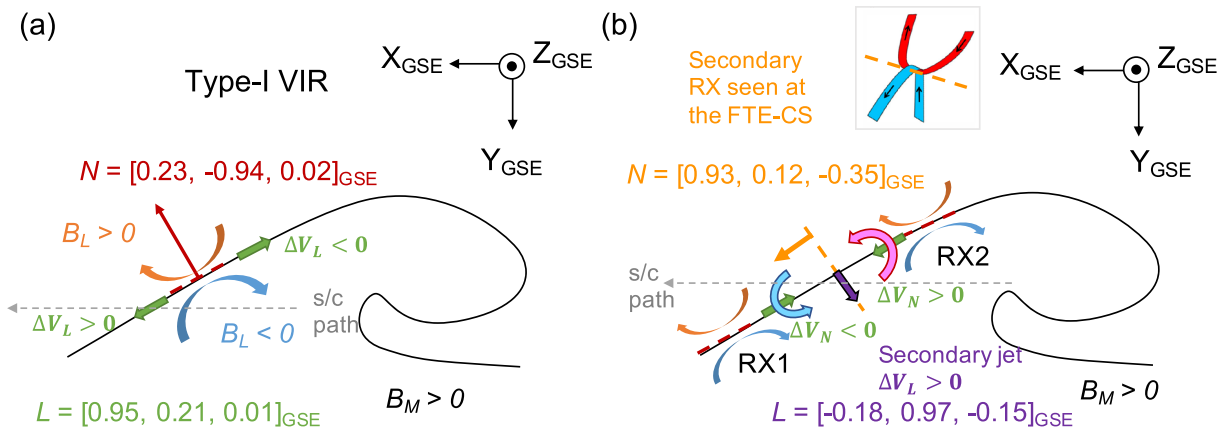 (a)
Type-I VIR
X_GSE
Z_GSE
Y_GSE
N = [0.23, -0.94, 0.02]_GSE
B_L > 0
ΔV_L < 0
ΔV_L > 0
B_L < 0
s/c
path
L = [0.95, 0.21, 0.01]_GSE
B_M > 0
(b)
Secondary
RX seen at
the FTE-CS
X_GSE
Z_GSE
Y_GSE
N = [0.93, 0.12, -0.35]_GSE
s/c
path
RX2
ΔV_N > 0
ΔV_N < 0
RX1
Secondary jet
ΔV_L > 0
L = [-0.18, 0.97, -0.15]_GSE
B_M > 0